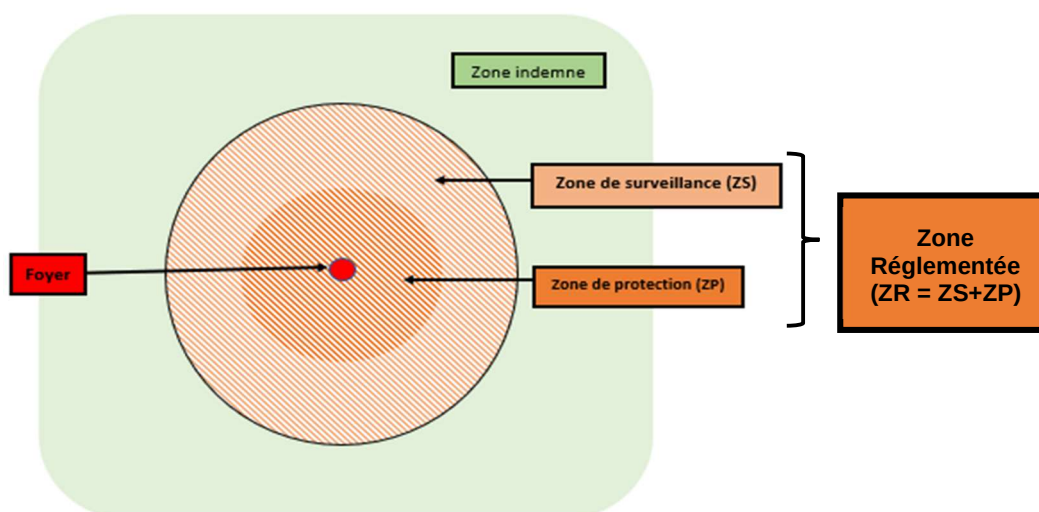 Zone indemne
Zone de surveillance (ZS)
Zone
Réglementée
(ZR = ZS+ZP)
Foyer
Zone de protection (ZP)